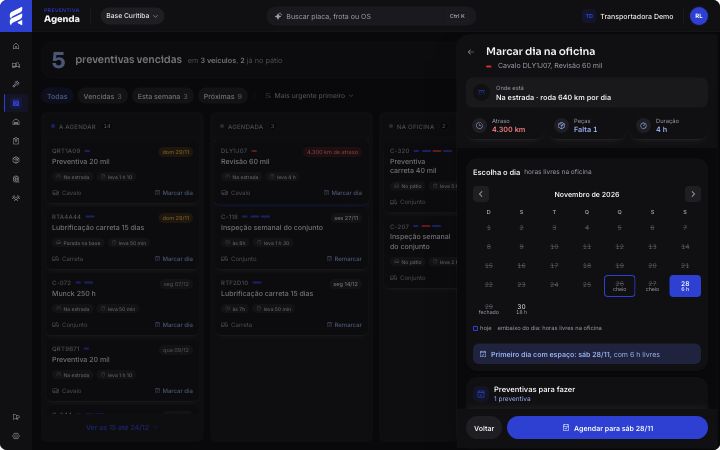 PREVENTIVA
Agenda
Base Curitiba
Buscar placa, frota ou OS
Ctrl K
TD
Transportadora Demo
RL
5 preventivas vencidas em 3 veículos, 2 já no pátio
Todas
Vencidas 3
Esta semana 3
Próximas 9
Mais urgente primeiro
A AGENDAR 14
QRT1A09
dom 29/11
Preventiva 20 mil
Na estrada
leva 1 h 10
Cavalo
Marcar dia
RTA4A44
dom 29/11
Lubrificação carreta 15 dias
Parado na base
leva 50 min
Carreta
Marcar dia
C-072
seg 07/12
Munck 250 h
Na estrada
leva 50 min
Conjunto
Marcar dia
QRT9B71
qua 09/12
Preventiva 20 mil
Na estrada
leva 1 h 10
Cavalo
Marcar dia
Ver as 15 até 24/12
AGENDADA 3
DLY1J07
4.300 km de atraso
Revisão 60 mil
Na estrada
leva 4 h
Cavalo
Marcar dia
C-118
sex 27/11
Inspeção semanal do conjunto
às 8h
leva 1 h 30
Conjunto
Remarcar
RTF2D10
seg 14/12
Lubrificação carreta 15 dias
às 7h
leva 50 min
Carreta
Remarcar
NA OFICINA 2
C-320
Preventiva
carreta 40 mil
No pátio
leva 5
Conjunto
C-207
Inspeção semanal
do conjunto
No pátio
leva 2
Conjunto
Marcar dia na oficina
Cavalo DLY1J07, Revisão 60 mil
Onde está
Na estrada · roda 640 km por dia
Atraso
4.300 km
Peças
Falta 1
Duração
4 h
Escolha o dia horas livres na oficina
Novembro de 2026
D S T Q Q S S
1 2 3 4 5 6 7
8 9 10 11 12 13 14
15 16 17 18 19 20 21
22 23 24 25 26 27 28
cheio cheio 6 h
29 30
fechado 18 h
hoje embaixo do dia: horas livres na oficina
Primeiro dia com espaço: sáb 28/11, com 6 h livres
Preventivas para fazer
1 preventiva
Voltar
Agendar para sáb 28/11